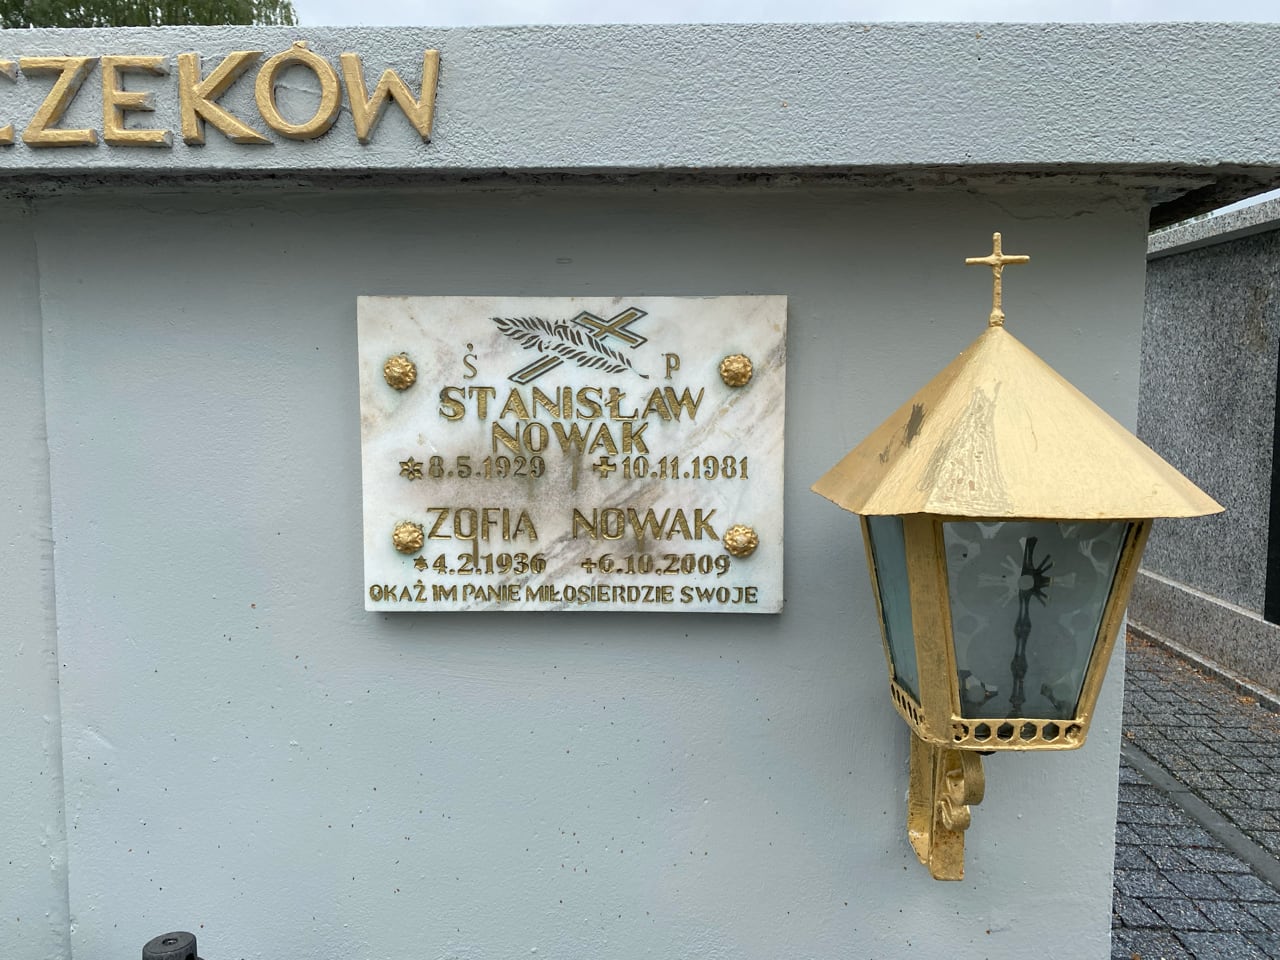 CZEKÓW
Ś P
STANISŁAW
NOWAK
8.5.1929 10.11.1981
ZOFIA NOWAK
4.2.1936 6.10.2009
OKAŻ IM PANIE MIŁOSIERDZIE SWOJE